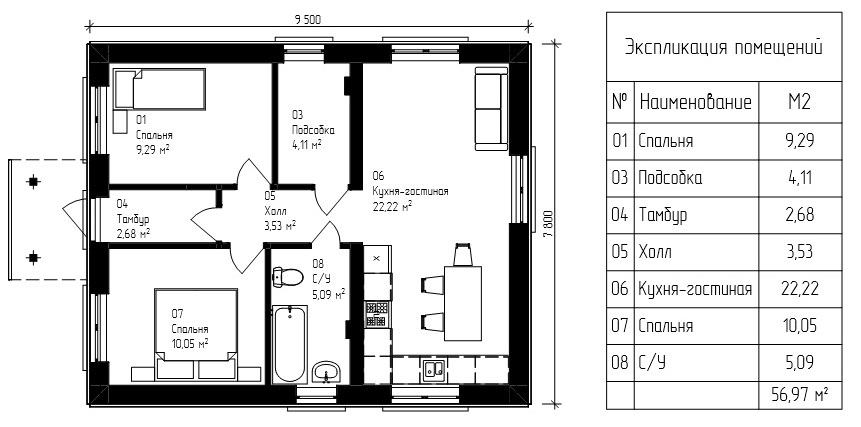 9 500
7 800
01
Спальня
9,29 м²
03
Подсобка
4,11 м²
06
Кухня-гостиная
22,22 м²
04
Тамбур
2,68 м²
05
Холл
3,53 м²
08
С/У
5,09 м²
07
Спальня
10,05 м²
Экспликация помещений
№ Наименование М2
01 Спальня 9,29
03 Подсобка 4,11
04 Тамбур 2,68
05 Холл 3,53
06 Кухня-гостиная 22,22
07 Спальня 10,05
08 С/У 5,09
56,97 м²